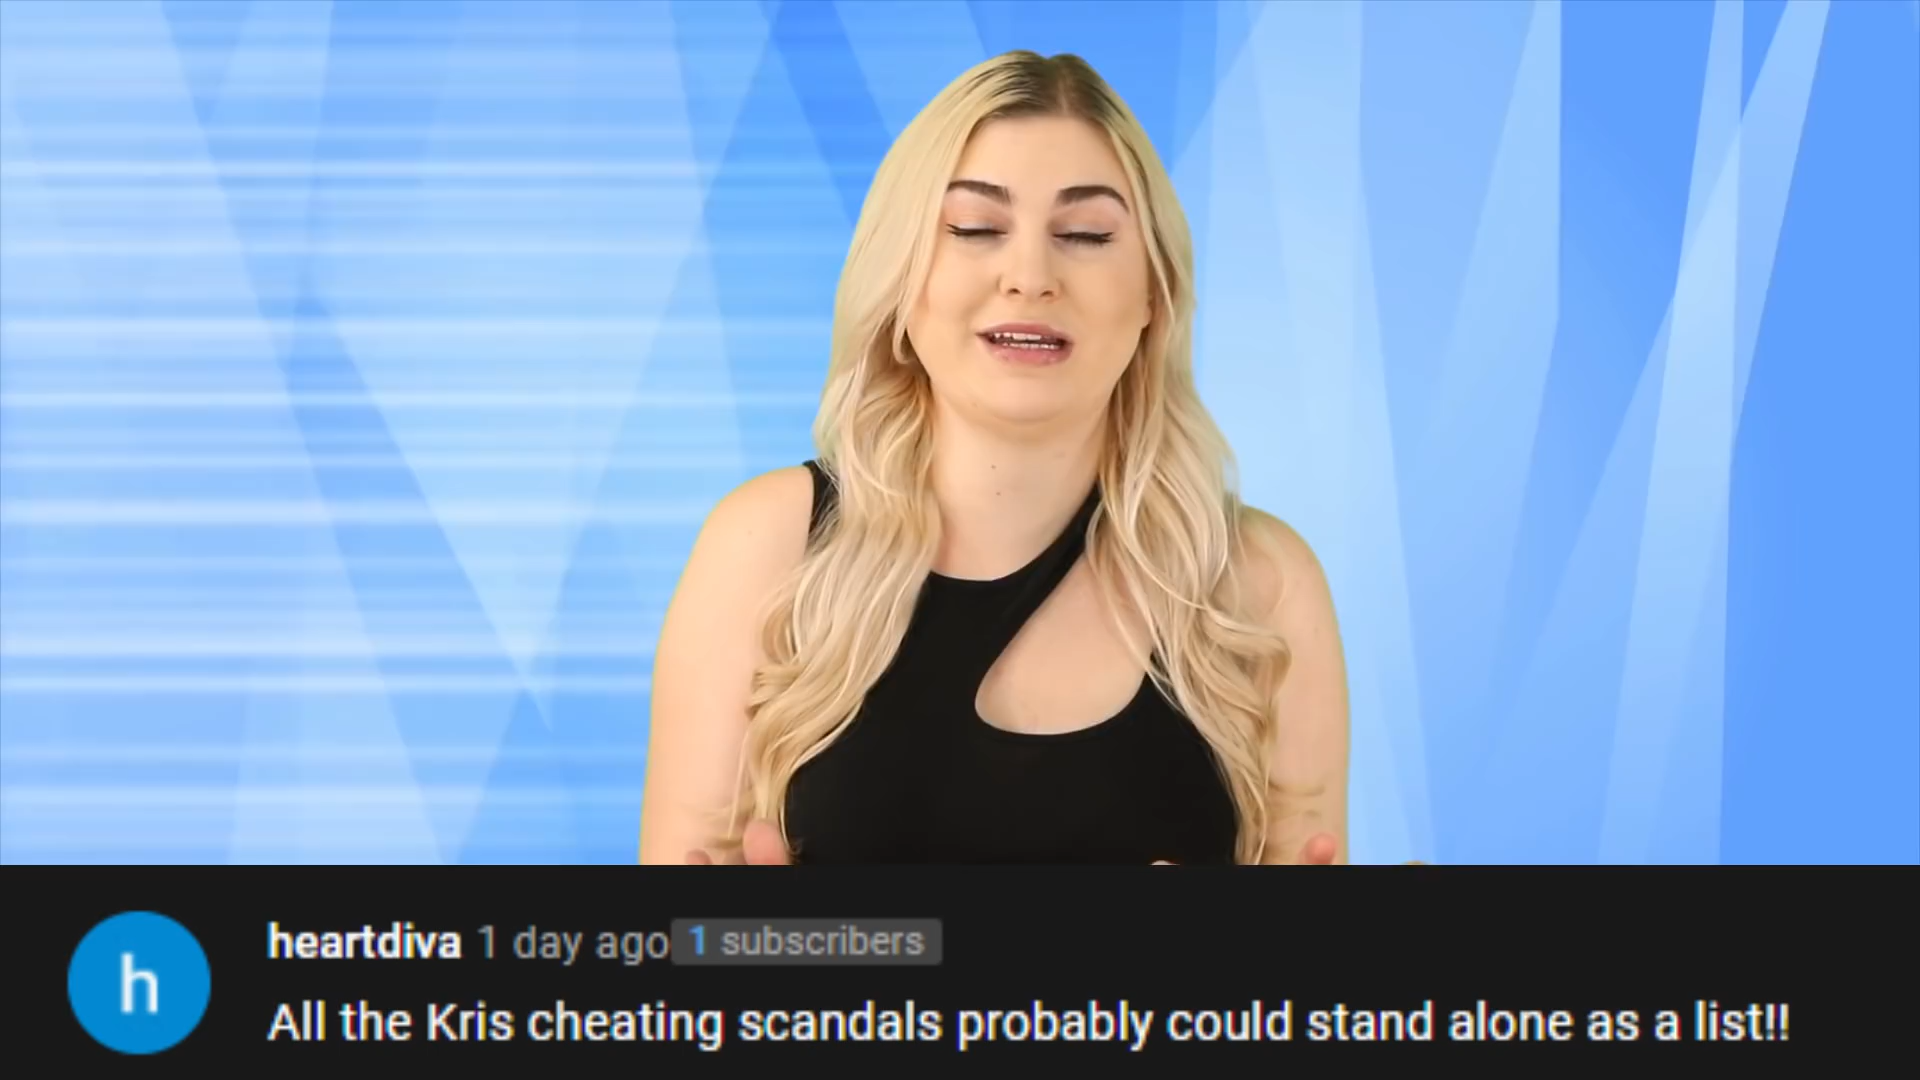 h
heartdiva 1 day ago 1 subscribers
All the Kris cheating scandals probably could stand alone as a list!!